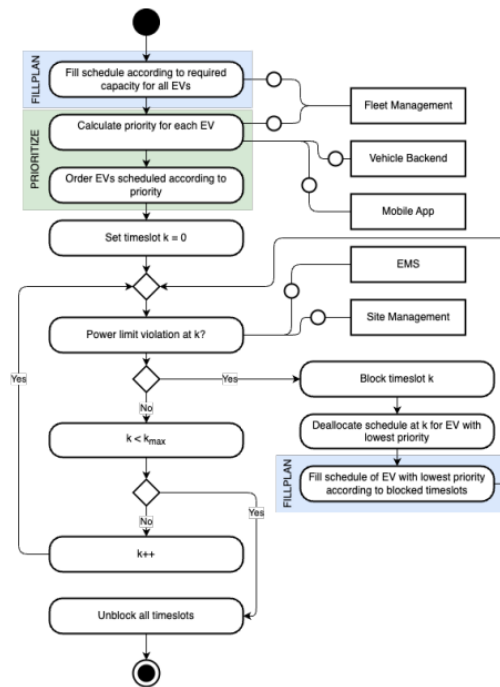 FILLPLAN
Fill schedule according to required
capacity for all EVs
Fleet Management
PRIORITIZE
Calculate priority for each EV
Vehicle Backend
Order EVs scheduled according to
priority
Mobile App
Set timeslot k = 0
EMS
Power limit violation at k?
Site Management
Yes
Yes
Block timeslot k
No
k < kmax
Deallocate schedule at k for EV with
lowest priority
FILLPLAN
Fill schedule of EV with lowest priority
according to blocked timeslots
Yes
No
k++
Unblock all timeslots